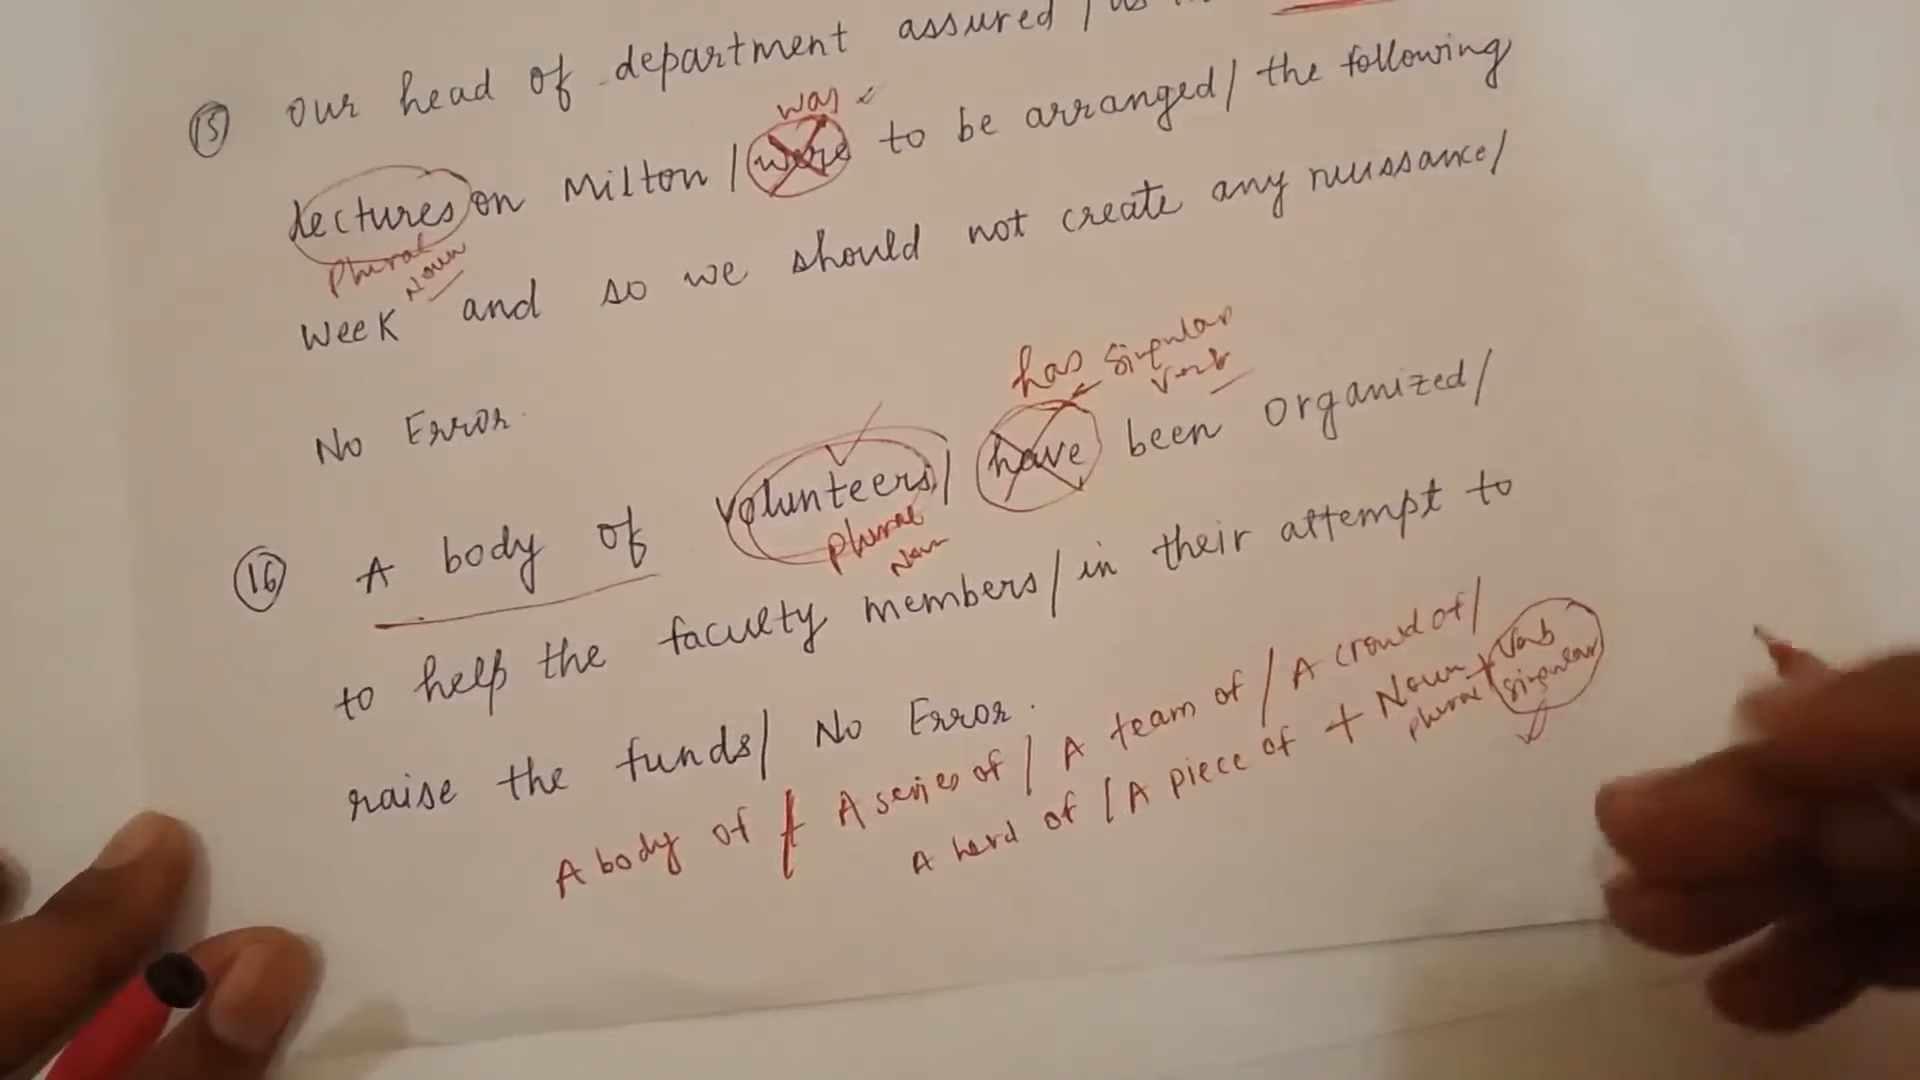 15 Our head of department assured /
was
lectures on Milton / were to be arranged / the following
Plural Noun
week and so we should not create any nuissance /
No Error.
has singular verb
16 A body of volunteers / have been organized /
Plural Noun
to help the faculty members / in their attempt to
raise the funds / No Error.
A body of / A series of / A team of / A crowd of /
A herd of / A piece of + Noun plural + verb singular